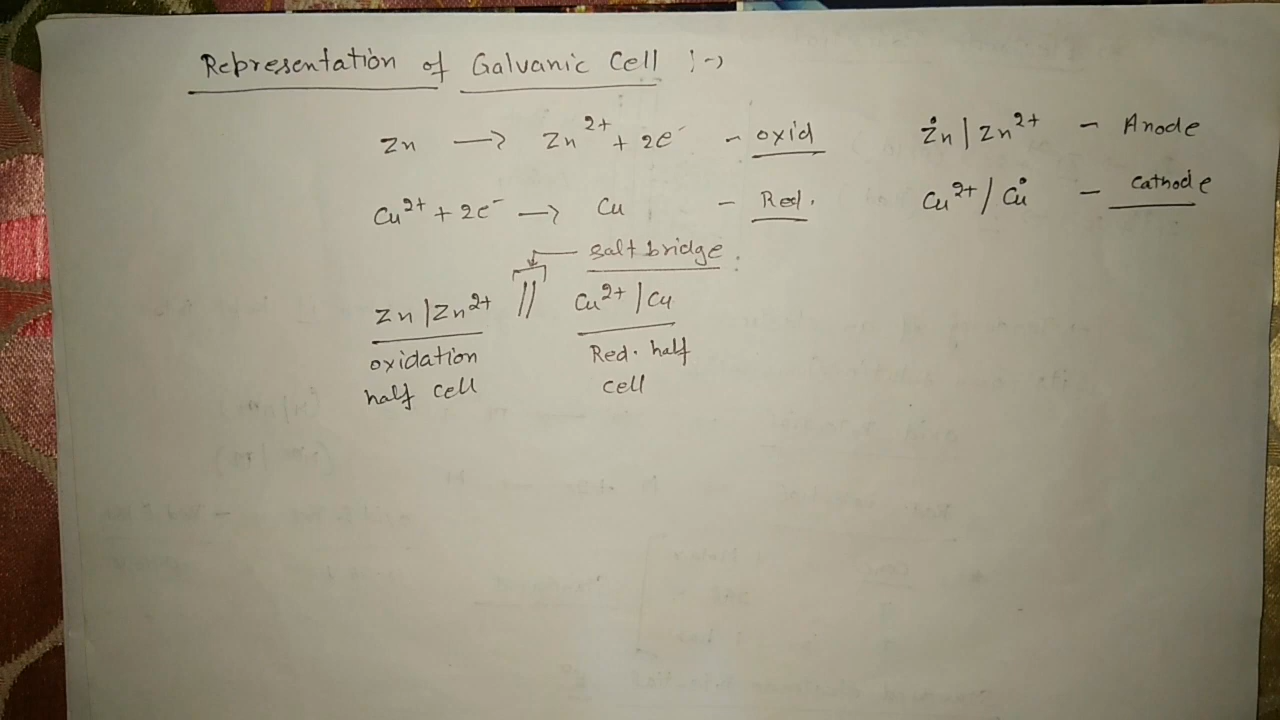 Representation of Galvanic Cell :→
Zn → Zn²⁺ + 2e⁻ - oxid Zn | Zn²⁺ - Anode
Cu²⁺ + 2e⁻ → Cu - Red. Cu²⁺ / Cu - Cathode
salt bridge.
Zn | Zn²⁺ || Cu²⁺ | Cu
oxidation Red. half
half cell cell